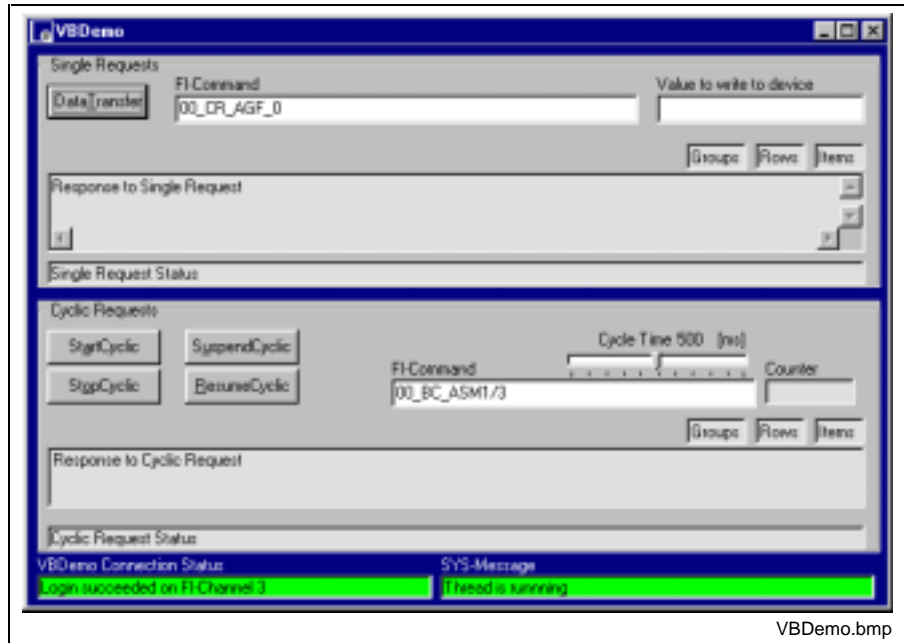 VBDemo
Single Requests
FI-Command
Value to write to device
DataTransfer
00_CR_AGF_0
Groups Rows Items
Response to Single Request
Single Request Status
Cyclic Requests
StartCyclic SuspendCyclic
Cycle Time 500 [ms]
StopCyclic ResumeCyclic
FI-Command
Counter
00_BC_ASM1/3
Groups Rows Items
Response to Cyclic Request
Cyclic Request Status
VBDemo Connection Status SYS-Message
Login succeeded on FI-Channel 3 Thread is runnning
VBDemo.bmp